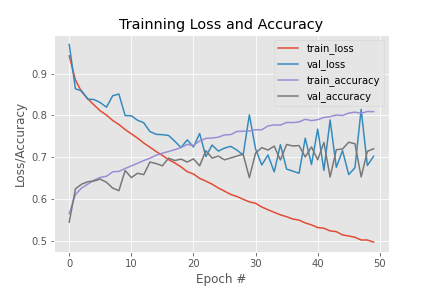 Trainning Loss and Accuracy
train_loss
val_loss
train_accuracy
val_accuracy
Loss/Accuracy
0.9
0.8
0.7
0.6
0.5
0 10 20 30 40 50
Epoch #